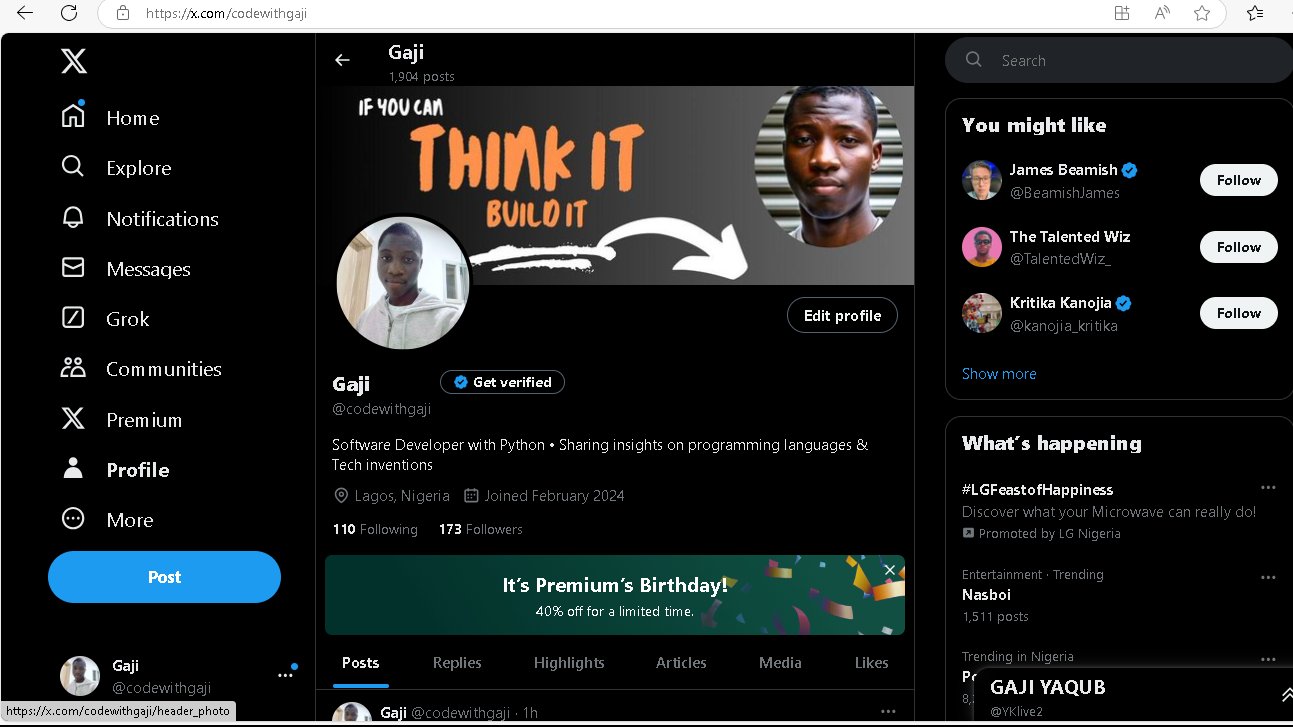 https://x.com/codewithgaji
Home
Explore
Notifications
Messages
Grok
Communities
Premium
Profile
More
Post
Gaji
@codewithgaji
https://x.com/codewithgaji/header_photo
Gaji
1,904 posts
IF YOU CAN
THINK IT
BUILD IT
Edit profile
Gaji
Get verified
@codewithgaji
Software Developer with Python • Sharing insights on programming languages &
Tech inventions
Lagos, Nigeria Joined February 2024
110 Following 173 Followers
It's Premium's Birthday!
40% off for a limited time.
Posts Replies Highlights Articles Media Likes
Gaji @codewithgaji · 1h
Search
You might like
James Beamish
@BeamishJames
Follow
The Talented Wiz
@TalentedWiz_
Follow
Kritika Kanojia
@kanojia_kritika
Follow
Show more
What's happening
#LGFeastofHappiness
Discover what your Microwave can really do!
Promoted by LG Nigeria
Entertainment · Trending
Nasboi
1,511 posts
Trending in Nigeria
GAJI YAQUB
@YKlive2